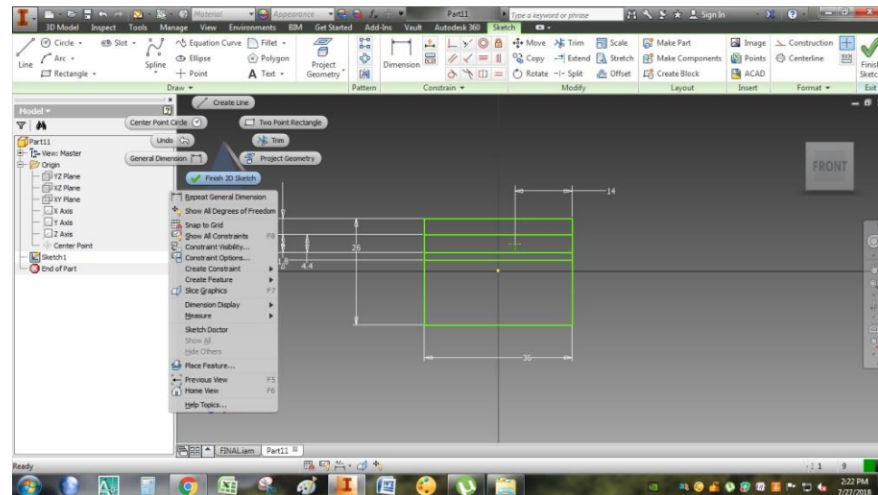 Material
Appearance
Part11
Type a keyword or phrase
Sign In
3D Model Inspect Tools Manage View Environments BIM Get Started Add-Ins Vault Autodesk 360 Sketch
Circle Slot Equation Curve Fillet Move Trim Scale Make Part Image Construction
Line Arc Spline Ellipse Polygon Project Geometry Dimension Copy Extend Stretch Make Components Points Centerline Finish
Rectangle Point Text Rotate Split Offset Create Block ACAD
Draw Pattern Constrain Modify Layout Insert Format Exit
Model
Part11
View: Master
Origin
YZ Plane
XZ Plane
XY Plane
X Axis
Y Axis
Z Axis
Center Point
Sketch1
End of Part
Create Line
Center Point Circle
Two Point Rectangle
Undo
Trim
General Dimension
Project Geometry
Finish 2D Sketch
Repeat General Dimension
Show All Degrees of Freedom
Snap to Grid
Show All Constraints F8
Constraint Visibility...
Constraint Options...
Create Constraint
Create Feature
Slice Graphics F7
Dimension Display
Measure
Sketch Doctor
Show All
Hide Others
Place Feature...
Previous View F5
Home View F6
Help Topics...
FRONT
14
26
4.4
36
FINALiam Part11
Ready
1 9
2:22 PM
7/27/2018